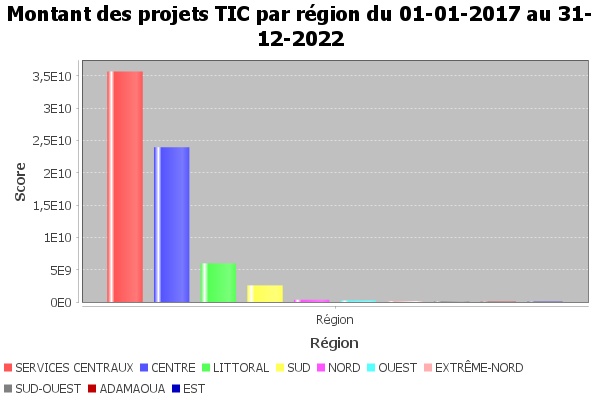 Montant des projets TIC par région du 01-01-2017 au 31-
12-2022
3,5E10
3E10
2,5E10
2E10
1,5E10
1E10
5E9
0E0
Score
Région
Région
SERVICES CENTRAUX CENTRE LITTORAL SUD NORD OUEST EXTRÊME-NORD
SUD-OUEST ADAMAOUA EST